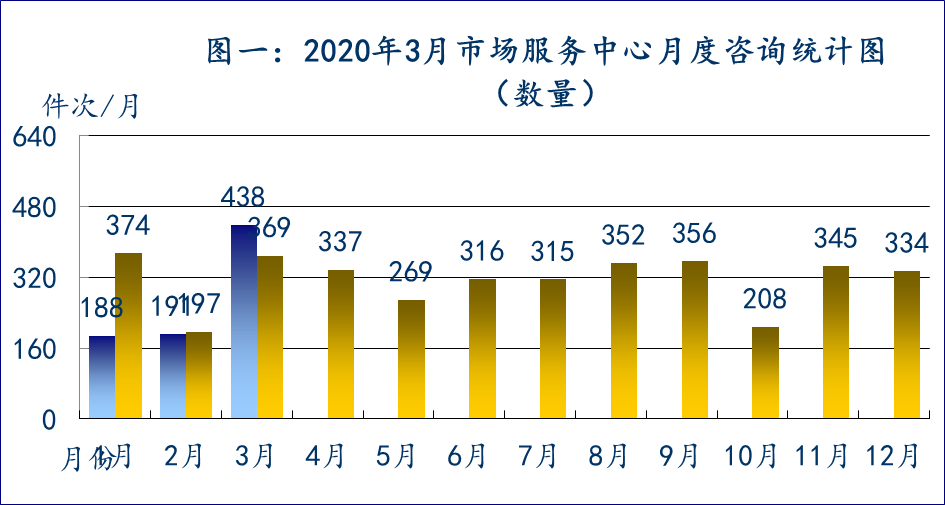 图一：2020年3月市场服务中心月度咨询统计图
（数量）
件次/月
640
480
320
160
0
188
374
191
197
438
369
337
269
316
315
352
356
208
345
334
月份
1月
2月
3月
4月
5月
6月
7月
8月
9月
10月
11月
12月